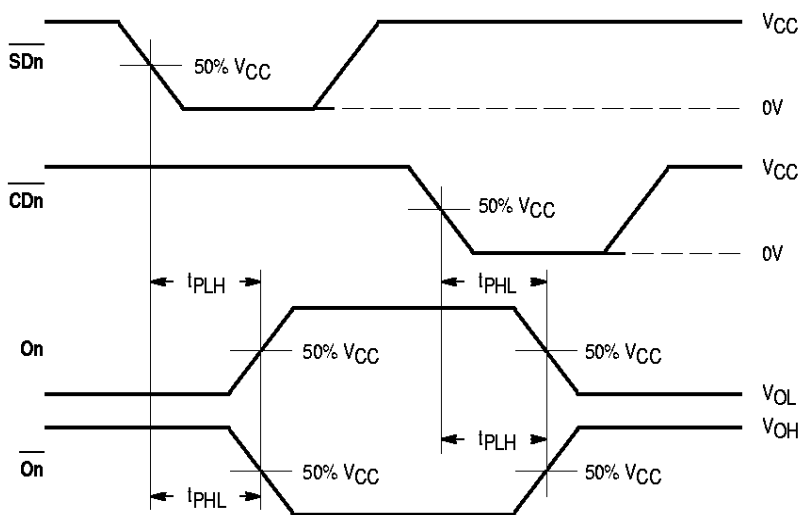 VCC
SDn
50% VCC
0V
VCC
CDn
50% VCC
0V
tPLH
tPHL
On
50% VCC
50% VCC
VOL
VOH
tPLH
On
50% VCC
50% VCC
tPHL